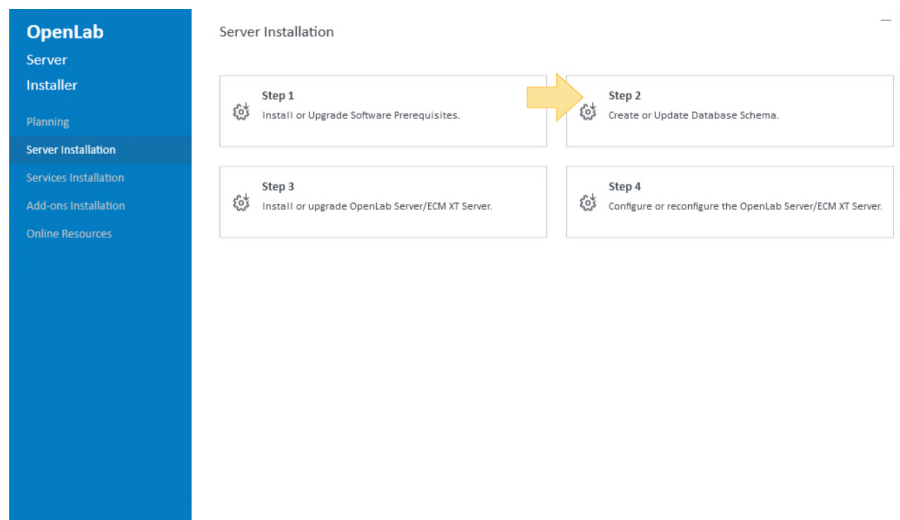 OpenLab
Server
Installer
Planning
Server Installation
Services Installation
Add-ons Installation
Online Resources
Server Installation
Step 1
Install or Upgrade Software Prerequisites.
Step 2
Create or Update Database Schema.
Step 3
Install or upgrade OpenLab Server/ECM XT Server.
Step 4
Configure or reconfigure the OpenLab Server/ECM XT Server.